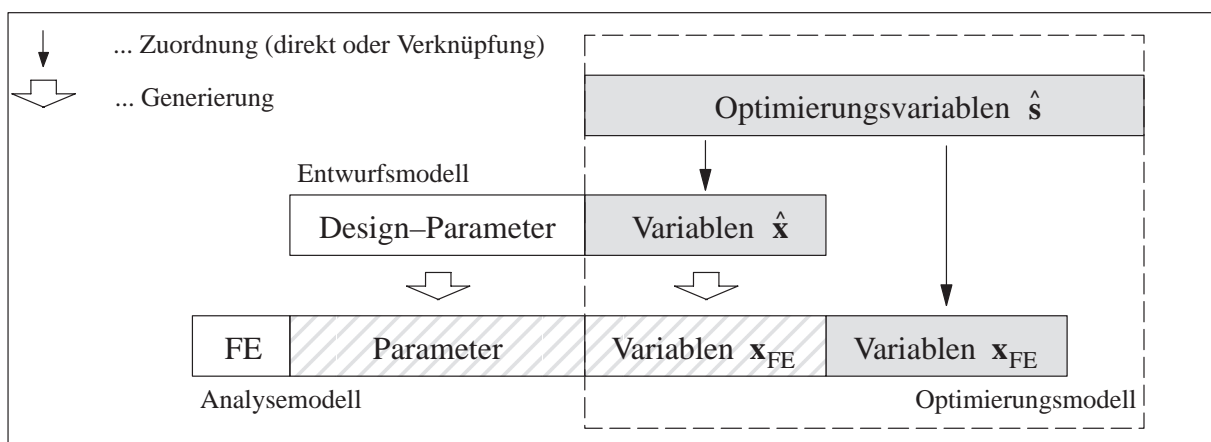 ... Zuordnung (direkt oder Verknüpfung)
... Generierung
Optimierungsvariablen ŝ
Entwurfsmodell
Design–Parameter
Variablen x̂
FE
Parameter
Variablen x_FE
Variablen x_FE
Analysemodell
Optimierungsmodell